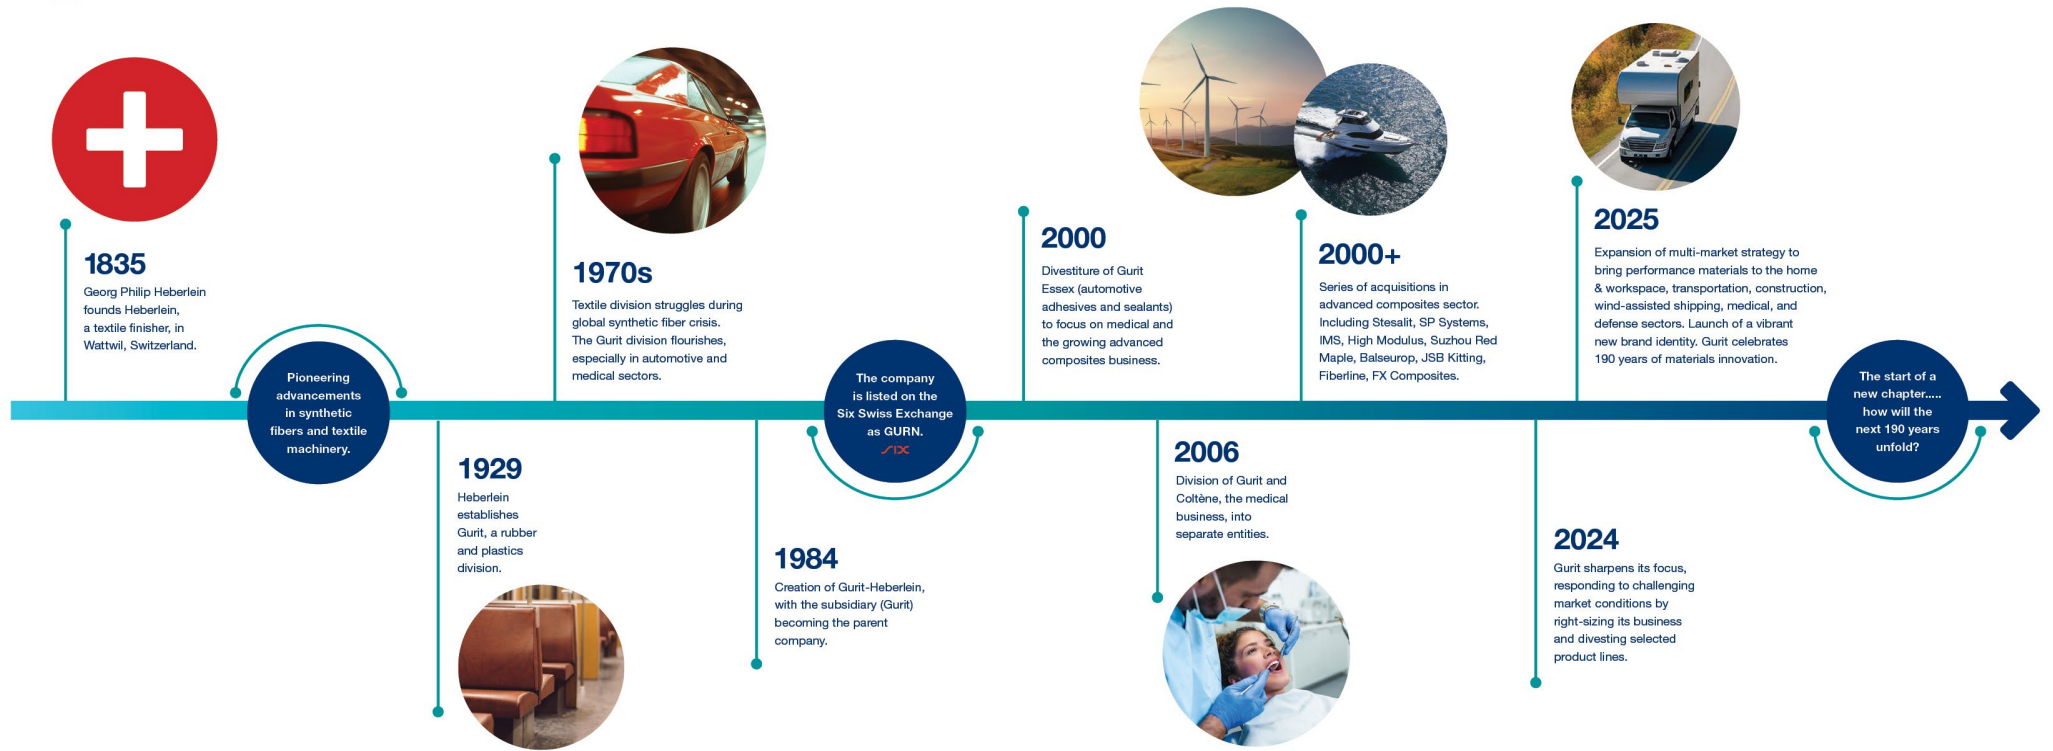 1835
Georg Philip Heberlein
founds Heberlein,
a textile finisher, in
Wattwil, Switzerland.
Pioneering
advancements
in synthetic
fibers and textile
machinery.
1929
Heberlein
establishes
Gurit, a rubber
and plastics
division.
1970s
Textile division struggles during
global synthetic fiber crisis.
The Gurit division flourishes,
especially in automotive and
medical sectors.
1984
Creation of Gurit-Heberlein,
with the subsidiary (Gurit)
becoming the parent
company.
The company
is listed on the
Six Swiss Exchange
as GURN.
SIX
2000
Divestiture of Gurit
Essex (automotive
adhesives and sealants)
to focus on medical and
the growing advanced
composites business.
2006
Division of Gurit and
Coltène, the medical
business, into
separate entities.
2000+
Series of acquisitions in
advanced composites sector.
Including Stesalit, SP Systems,
IMS, High Modulus, Suzhou Red
Maple, Balseurop, JSB Kitting,
Fiberline, FX Composites.
2024
Gurit sharpens its focus,
responding to challenging
market conditions by
right-sizing its business
and divesting selected
product lines.
2025
Expansion of multi-market strategy to
bring performance materials to the home
& workspace, transportation, construction,
wind-assisted shipping, medical, and
defense sectors. Launch of a vibrant
new brand identity. Gurit celebrates
190 years of materials innovation.
The start of a
new chapter.....
how will the
next 190 years
unfold?